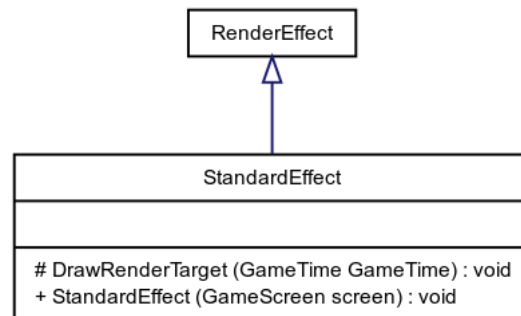 RenderEffect
StandardEffect
# DrawRenderTarget (GameTime GameTime) : void
+ StandardEffect (GameScreen screen) : void